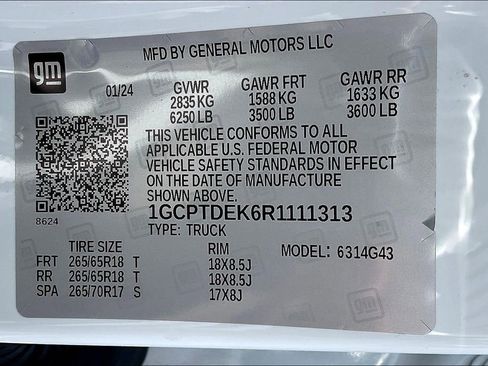 gm
MFD BY GENERAL MOTORS LLC
01/24
GVWR GAWR FRT GAWR RR
2835 KG 1588 KG 1633 KG
6250 LB 3500 LB 3600 LB
THIS VEHICLE CONFORMS TO ALL
APPLICABLE U.S. FEDERAL MOTOR
VEHICLE SAFETY STANDARDS IN EFFECT
ON THE DATE OF MANUFACTURE
SHOWN ABOVE.
8624
1GCPTDEK6R1111313
TYPE: TRUCK
TIRE SIZE RIM MODEL: 6314G43
FRT 265/65R18 T 18X8.5J
RR 265/65R18 T 18X8.5J
SPA 265/70R17 S 17X8J